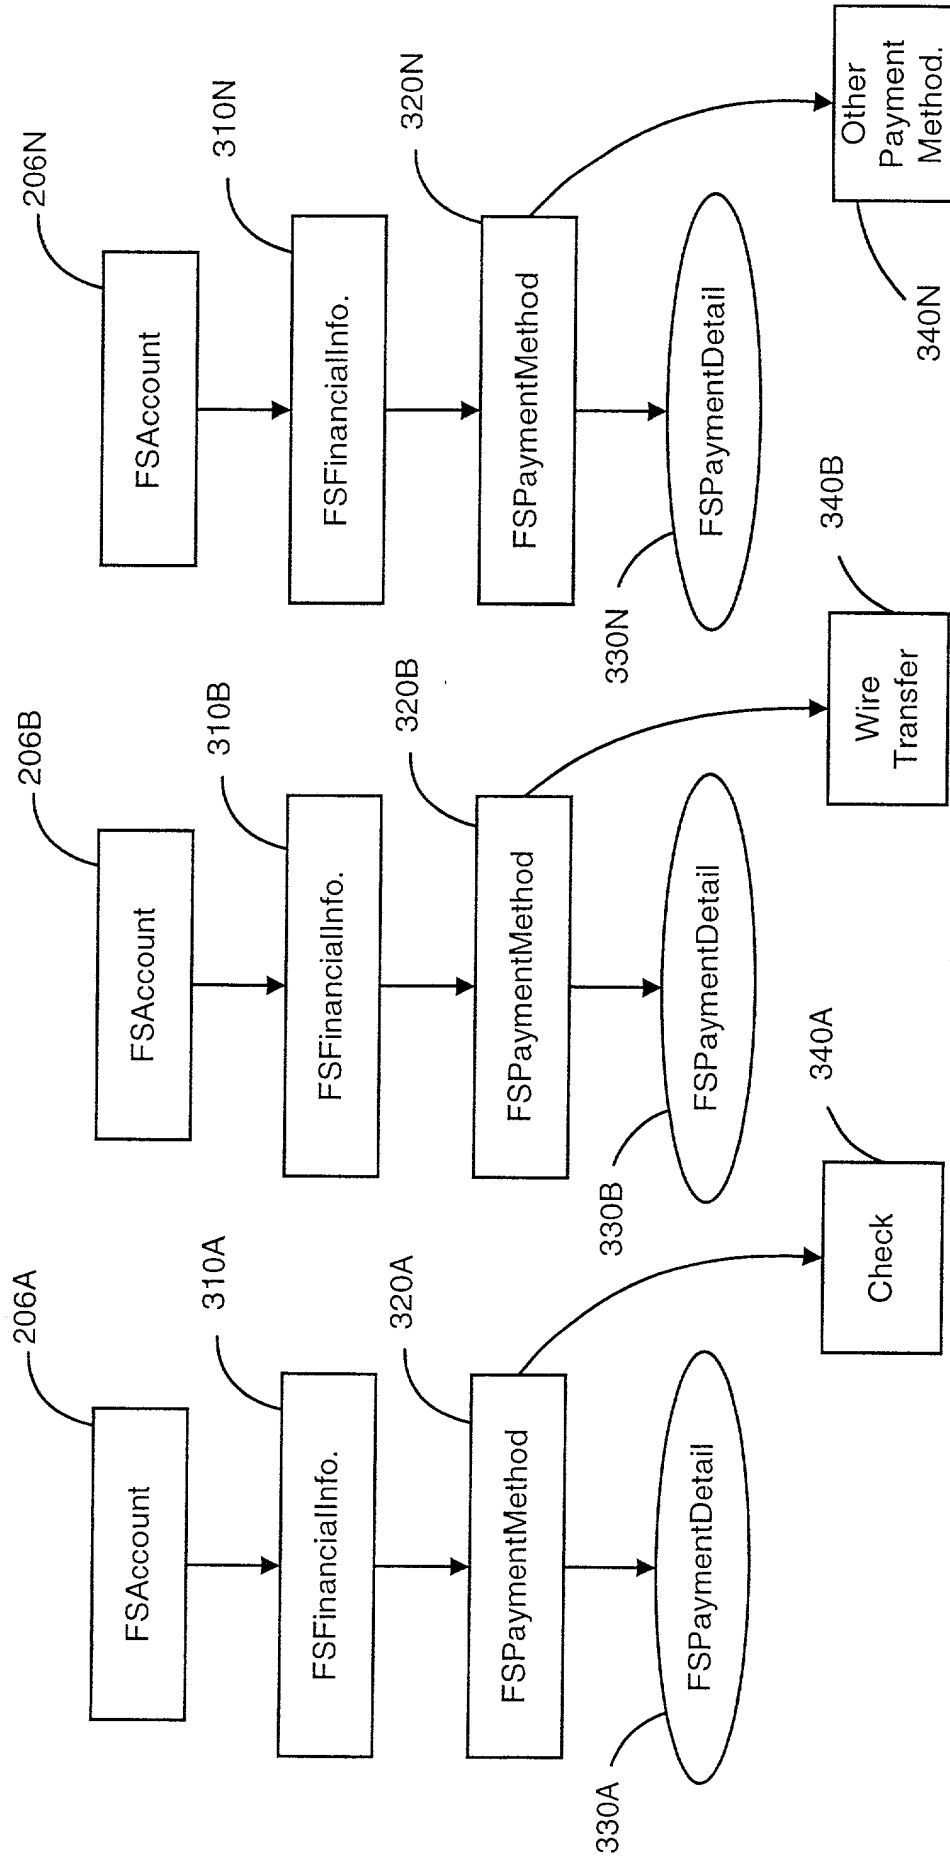 206A
FSAccount
310A
FSFinancialInfo.
320A
FSPaymentMethod
330A
FSPaymentDetail
340A
Check
206B
FSAccount
310B
FSFinancialInfo.
320B
FSPaymentMethod
330B
FSPaymentDetail
340B
Wire
Transfer
206N
FSAccount
310N
FSFinancialInfo.
320N
FSPaymentMethod
330N
FSPaymentDetail
340N
Other
Payment
Method.